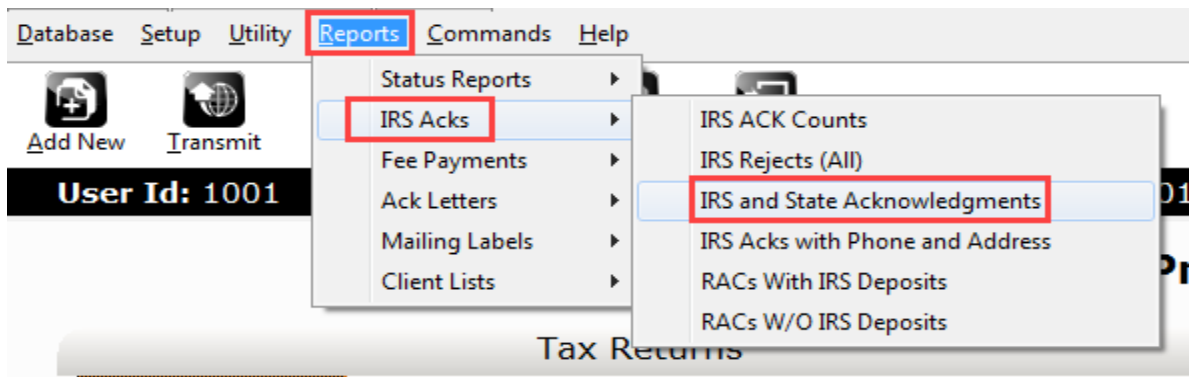 Database Setup Utility Reports Commands Help
Status Reports
IRS Acks
Fee Payments
Ack Letters
Mailing Labels
Client Lists
IRS ACK Counts
IRS Rejects (All)
IRS and State Acknowledgments
IRS Acks with Phone and Address
RACs With IRS Deposits
RACs W/O IRS Deposits
Add New Transmit
User Id: 1001
Tax Returns